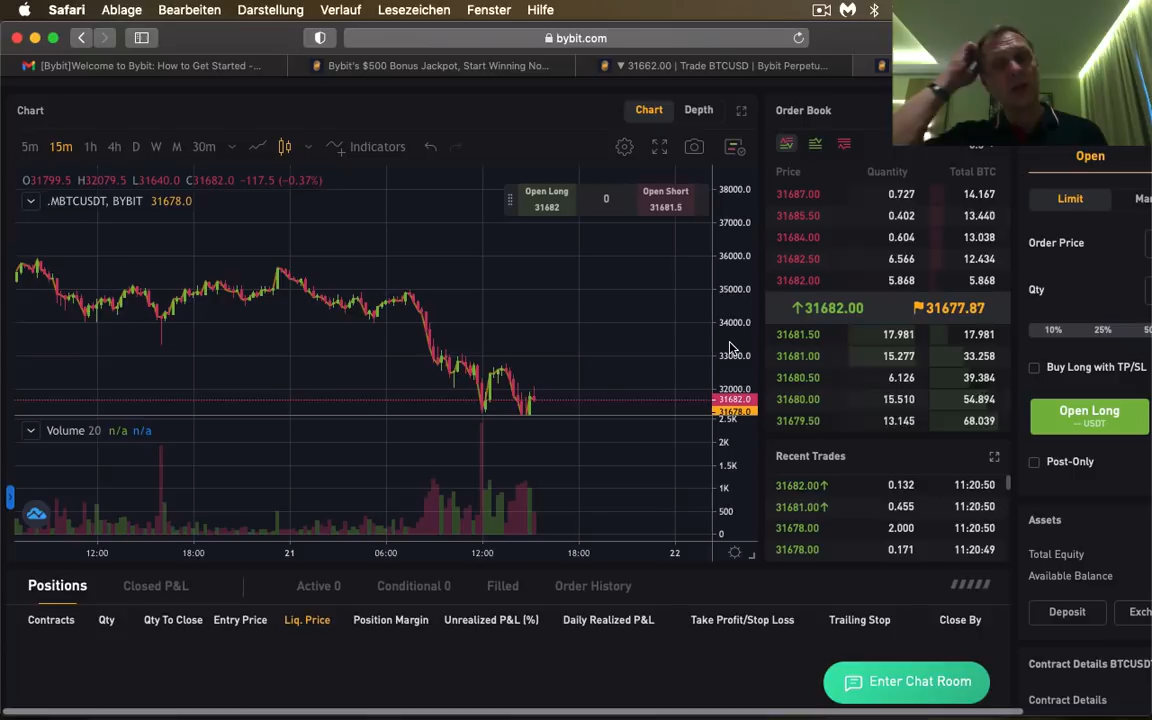 Safari Ablage Bearbeiten Darstellung Verlauf Lesezeichen Fenster Hilfe
bybit.com
[Bybit]Welcome to Bybit: How to Get Started -...
Bybit's $500 Bonus Jackpot, Start Winning No...
▼ 31662.00 | Trade BTCUSD | Bybit Perpetu...
Chart
Chart
Depth
5m 15m 1h 4h D W M 30m
Indicators
O31799.5 H32079.5 L31640.0 C31682.0 -117.5 (-0.37%)
.MBTCUSDT, BYBIT 31678.0
Open Long
31682
0
Open Short
31681.5
38000.0
37000.0
36000.0
35000.0
34000.0
33000.0
32000.0
31682.0
31678.0
Volume 20 n/a n/a
2.5K
2K
1.5K
1K
500
0
12:00 18:00 21 06:00 12:00 18:00 22
Order Book
Price Quantity Total BTC
31687.00 0.727 14.167
31685.50 0.402 13.440
31684.00 0.604 13.038
31682.50 6.566 12.434
31682.00 5.868 5.868
↑31682.00 31677.87
31681.50 17.981 17.981
31681.00 15.277 33.258
31680.50 6.126 39.384
31680.00 15.510 54.894
31679.50 13.145 68.039
Recent Trades
31682.00↑ 0.132 11:20:50
31681.00↑ 0.455 11:20:50
31678.00 2.000 11:20:50
31678.00 0.171 11:20:49
Open
Limit
Order Price
Qty
10% 25%
Buy Long with TP/SL
Open Long
-- USDT
Post-Only
Assets
Total Equity
Available Balance
Deposit
Exch
Contract Details BTCUSD
Contract Details
Positions Closed P&L Active 0 Conditional 0 Filled Order History
Contracts Qty Qty To Close Entry Price Liq. Price Position Margin Unrealized P&L (%) Daily Realized P&L Take Profit/Stop Loss Trailing Stop Close By
Enter Chat Room